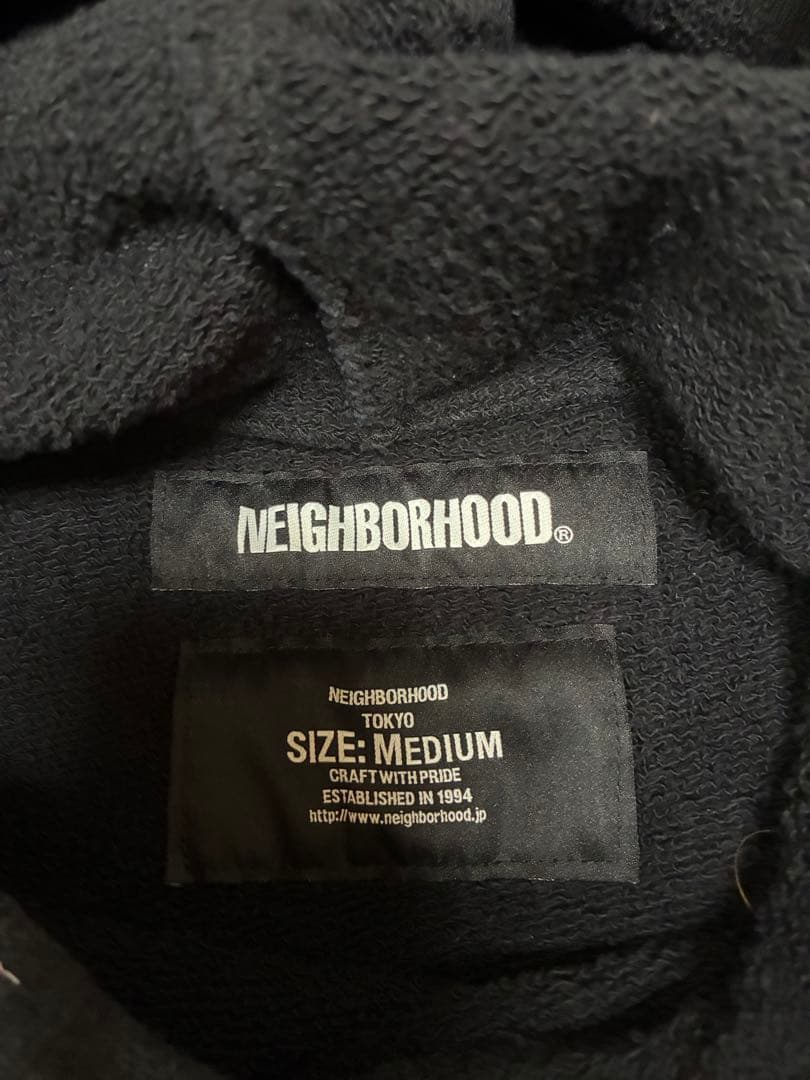 NEIGHBORHOOD®
NEIGHBORHOOD
TOKYO
SIZE: MEDIUM
CRAFT WITH PRIDE
ESTABLISHED IN 1994
http://www.neighborhood.jp